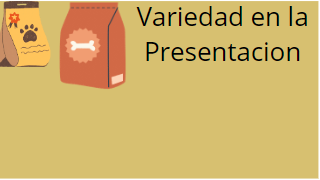 Variedad en la
Presentacion